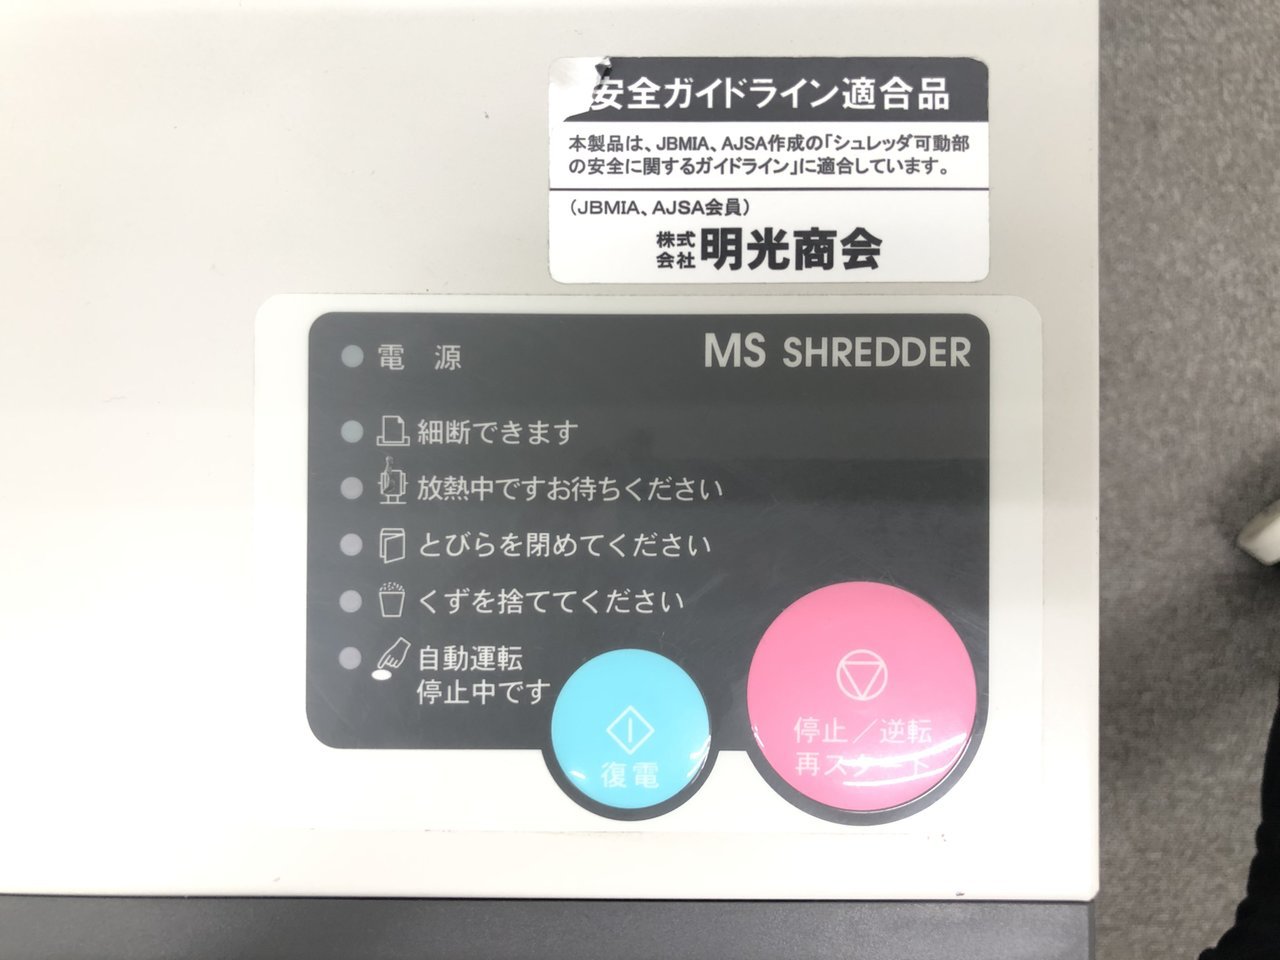 安全ガイドライン適合品
本製品は、JBMIA、AJSA作成の「シュレッダ可動部
の安全に関するガイドライン」に適合しています。
(JBMIA、AJSA会員)
株式
会社 明光商会
MS SHREDDER
電 源
細断できます
放熱中ですお待ちください
とびらを閉めてください
くずを捨ててください
自動運転
停止中です
復電
停止/逆転
再スタート